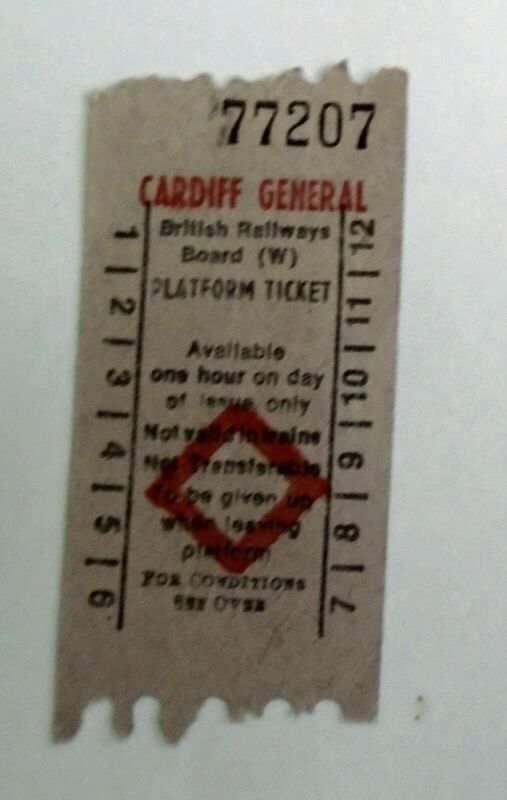 77207
CARDIFF GENERAL
British Railways
Board (W)
PLATFORM TICKET
Available
one hour on day
of issue only
Not valid in trains
Not Transferable
To be given up
when leaving
platform
FOR CONDITIONS
SEE OVER
1 | 2 | 3 | 4 | 5 | 6
7 | 8 | 9 | 10 | 11 | 12